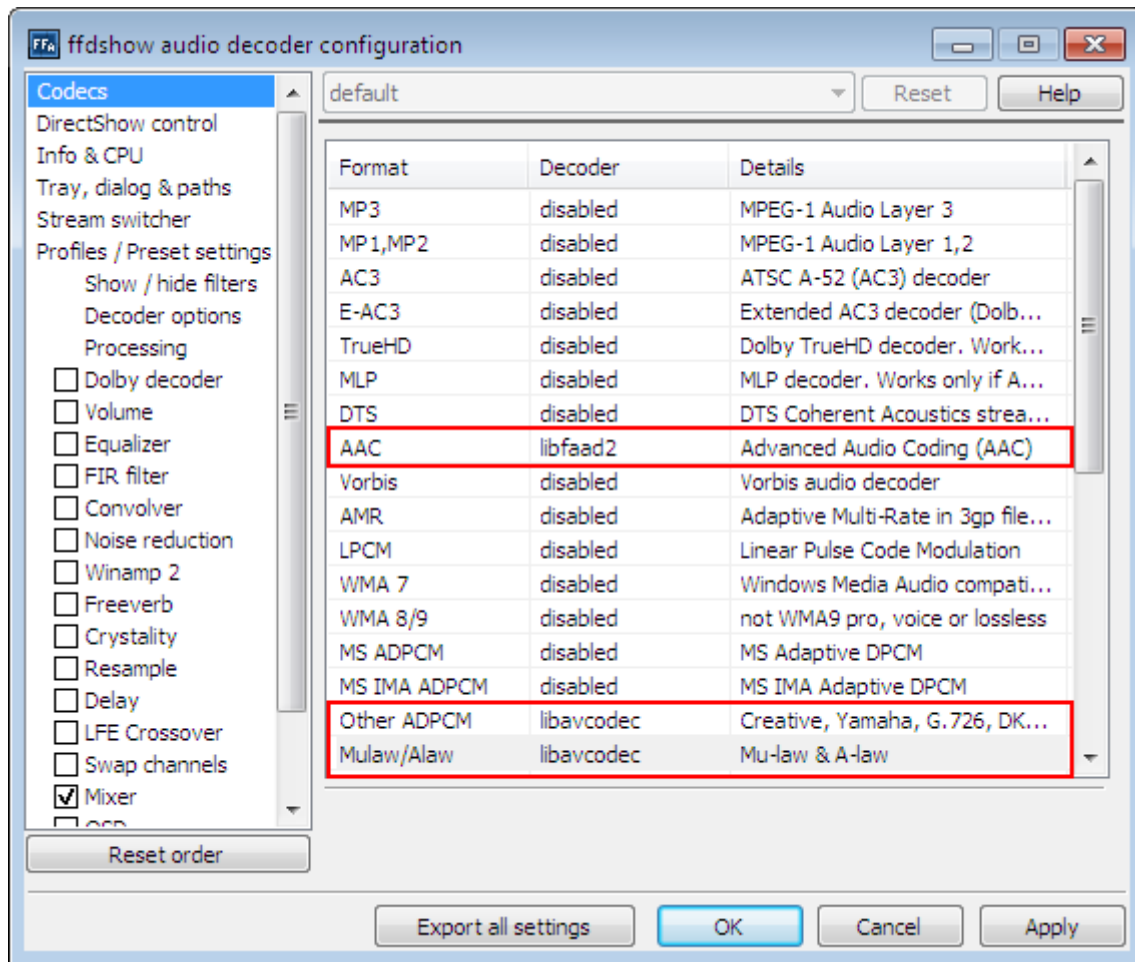 FFa ffdshow audio decoder configuration
Codecs
DirectShow control
Info & CPU
Tray, dialog & paths
Stream switcher
Profiles / Preset settings
Show / hide filters
Decoder options
Processing
Dolby decoder
Volume
Equalizer
FIR filter
Convolver
Noise reduction
Winamp 2
Freeverb
Crystality
Resample
Delay
LFE Crossover
Swap channels
Mixer
Reset order
default Reset Help
Format Decoder Details
MP3 disabled MPEG-1 Audio Layer 3
MP1,MP2 disabled MPEG-1 Audio Layer 1,2
AC3 disabled ATSC A-52 (AC3) decoder
E-AC3 disabled Extended AC3 decoder (Dolb...
TrueHD disabled Dolby TrueHD decoder. Work...
MLP disabled MLP decoder. Works only if A...
DTS disabled DTS Coherent Acoustics strea...
AAC libfaad2 Advanced Audio Coding (AAC)
Vorbis disabled Vorbis audio decoder
AMR disabled Adaptive Multi-Rate in 3gp file...
LPCM disabled Linear Pulse Code Modulation
WMA 7 disabled Windows Media Audio compati...
WMA 8/9 disabled not WMA9 pro, voice or lossless
MS ADPCM disabled MS Adaptive DPCM
MS IMA ADPCM disabled MS IMA Adaptive DPCM
Other ADPCM libavcodec Creative, Yamaha, G.726, DK...
Mulaw/Alaw libavcodec Mu-law & A-law
Export all settings OK Cancel Apply